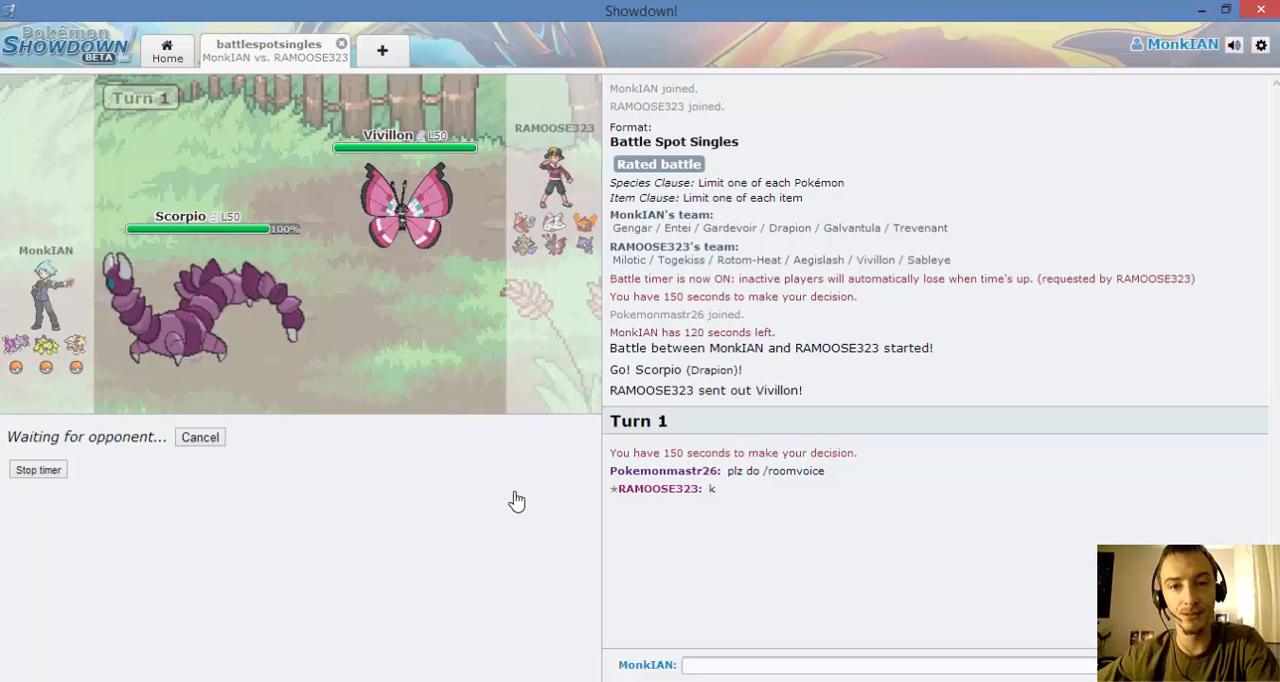 Showdown!
Pokémon
SHOWDOWN
BETA
Home
battlespotsingles
MonkIAN vs. RAMOOSE323
+
MonkIAN
Turn 1
Vivillon L50
RAMOOSE323
Scorpio L50
100%
MonkIAN
Waiting for opponent... Cancel
Stop timer
MonkIAN joined.
RAMOOSE323 joined.
Format:
Battle Spot Singles
Rated battle
Species Clause: Limit one of each Pokémon
Item Clause: Limit one of each item
MonkIAN's team:
Gengar / Entei / Gardevoir / Drapion / Galvantula / Trevenant
RAMOOSE323's team:
Milotic / Togekiss / Rotom-Heat / Aegislash / Vivillon / Sableye
Battle timer is now ON: inactive players will automatically lose when time's up. (requested by RAMOOSE323)
You have 150 seconds to make your decision.
Pokemonmastr26 joined.
MonkIAN has 120 seconds left.
Battle between MonkIAN and RAMOOSE323 started!
Go! Scorpio (Drapion)!
RAMOOSE323 sent out Vivillon!
Turn 1
You have 150 seconds to make your decision.
Pokemonmastr26: plz do /roomvoice
★RAMOOSE323: k
MonkIAN: